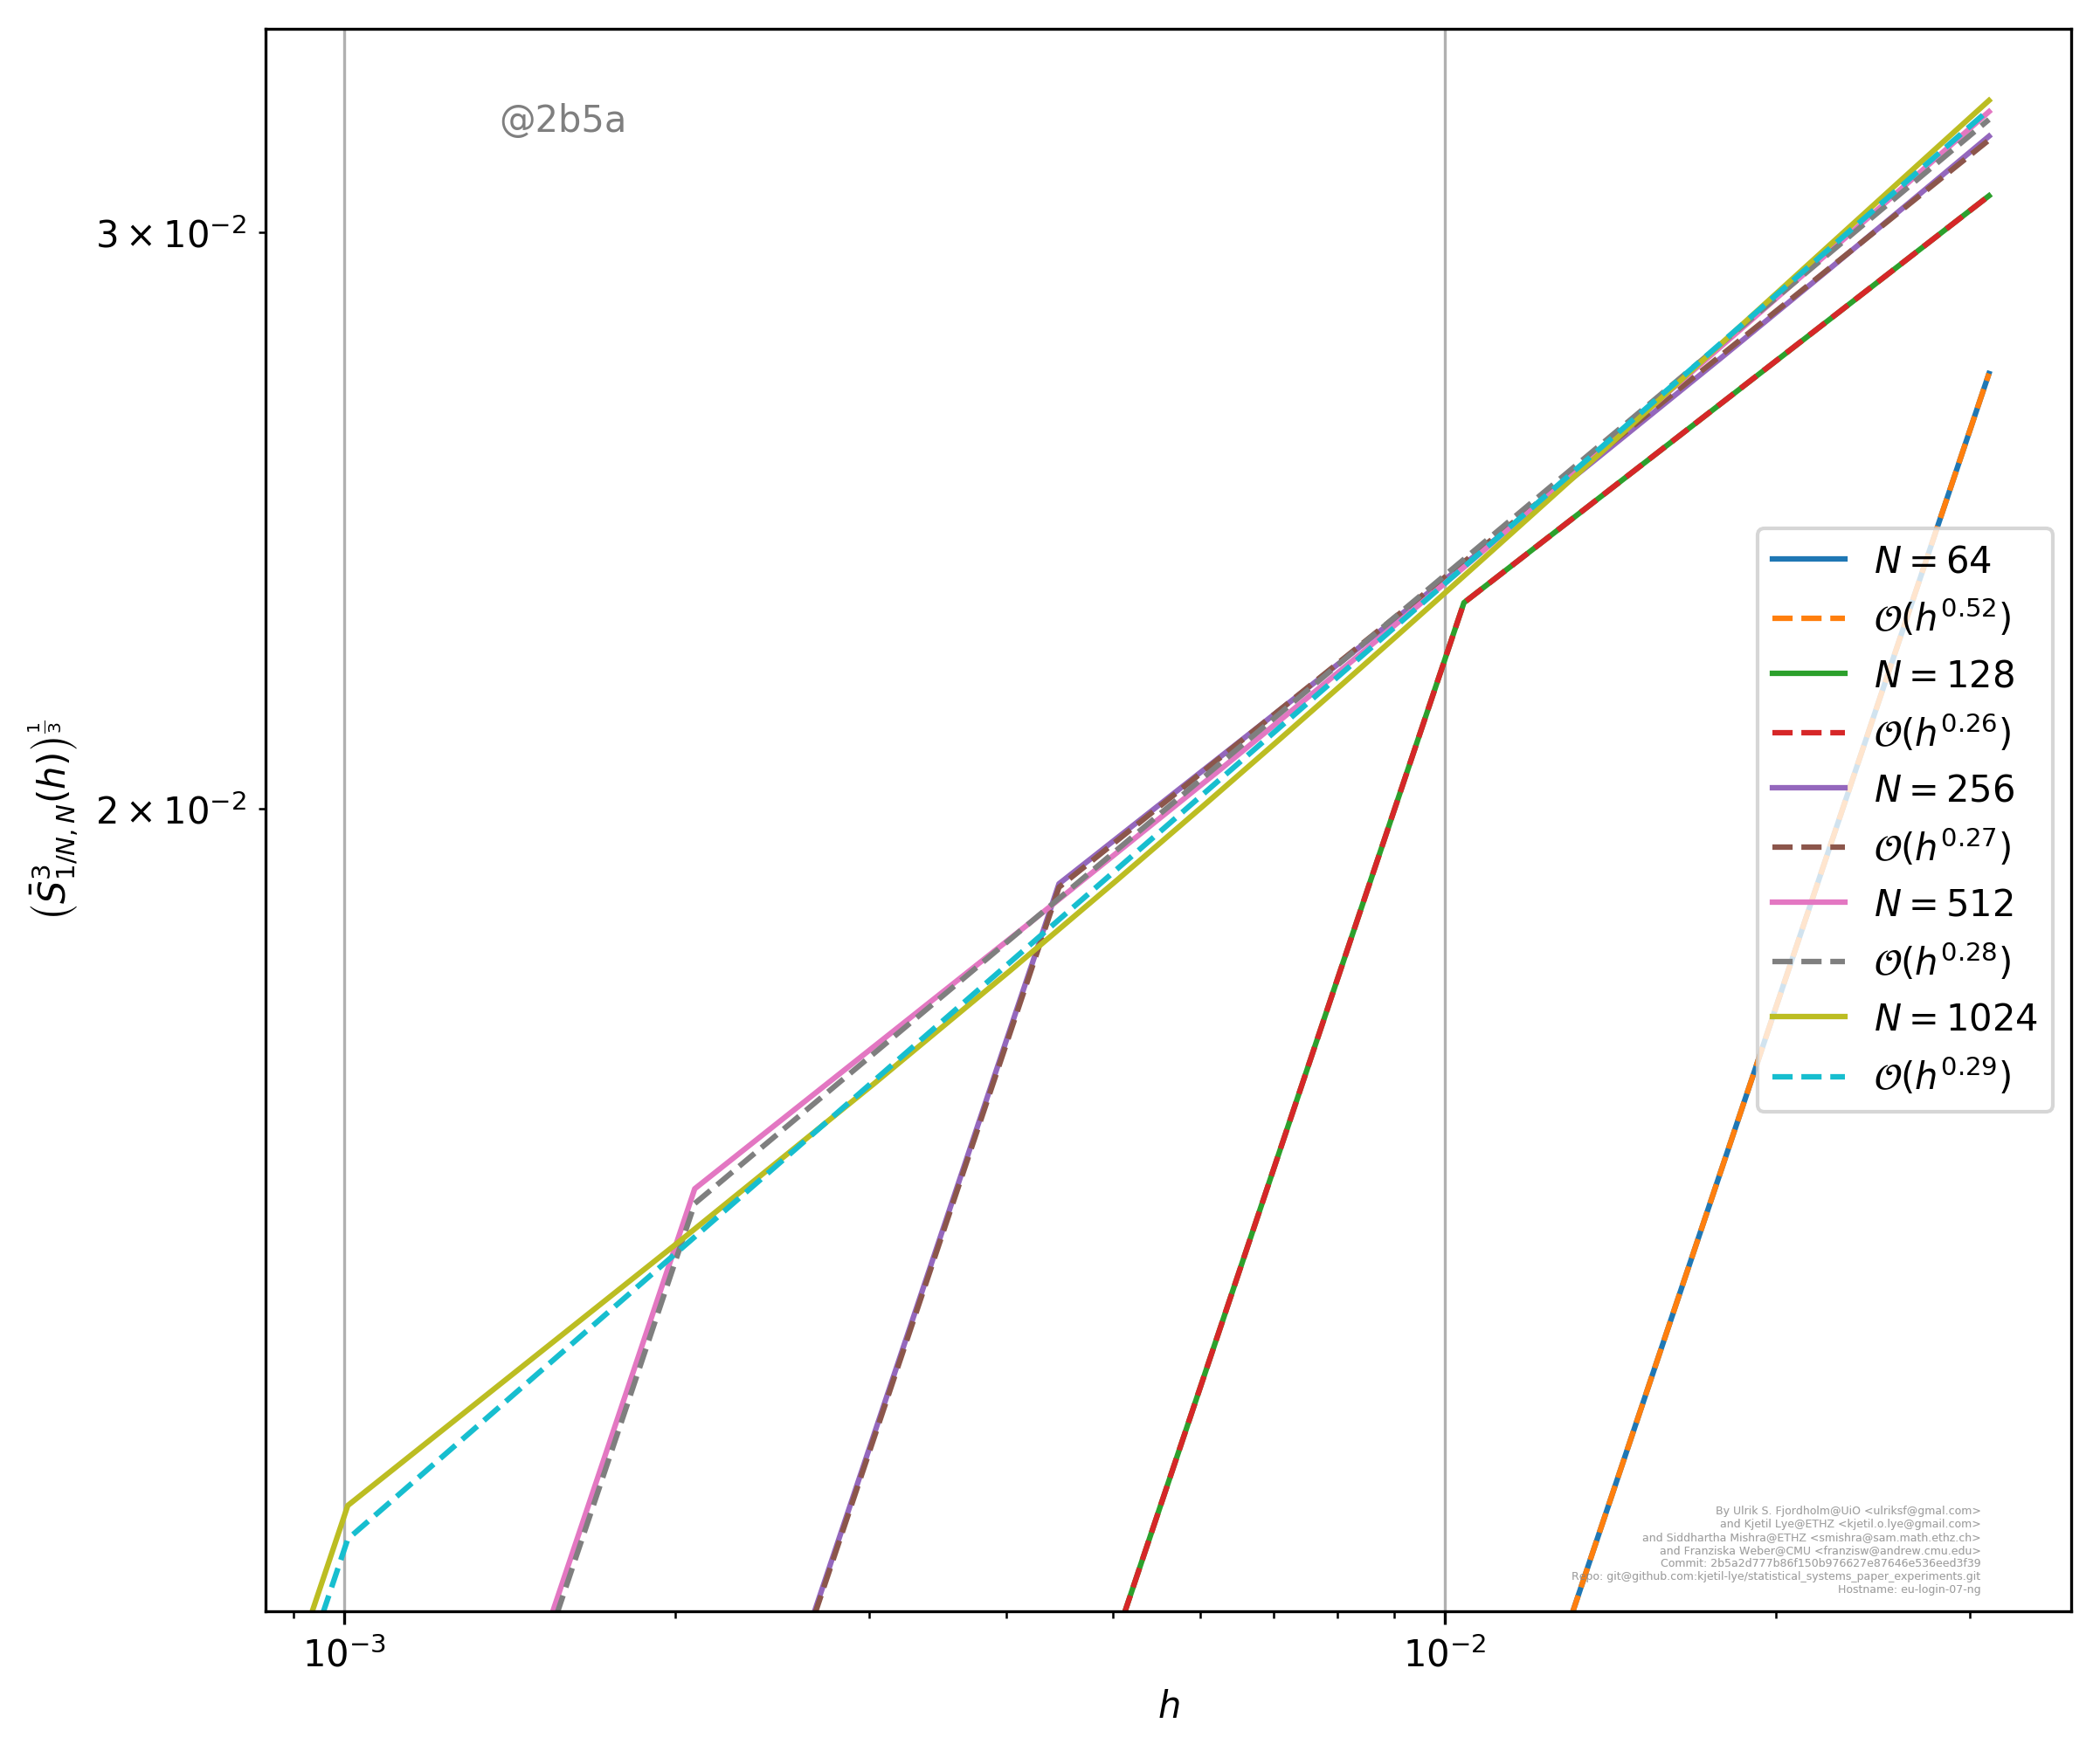 @2b5a
3 × 10⁻²
2 × 10⁻²
(S̄³₁/N,N(h))^(1/3)
10⁻³
10⁻²
h
N = 64
𝒪(h^0.52)
N = 128
𝒪(h^0.26)
N = 256
𝒪(h^0.27)
N = 512
𝒪(h^0.28)
N = 1024
𝒪(h^0.29)
By Ulrik S. Fjordholm@UiO <ulriksf@gmal.com>
and Kjetil Lye@ETHZ <kjetil.o.lye@gmail.com>
and Siddhartha Mishra@ETHZ <smishra@sam.math.ethz.ch>
and Franziska Weber@CMU <franzisw@andrew.cmu.edu>
Commit: 2b5a2d777b86f150b976627e87646e536eed3f39
Repo: git@github.com:kjetil-lye/statistical_systems_paper_experiments.git
Hostname: eu-login-07-ng